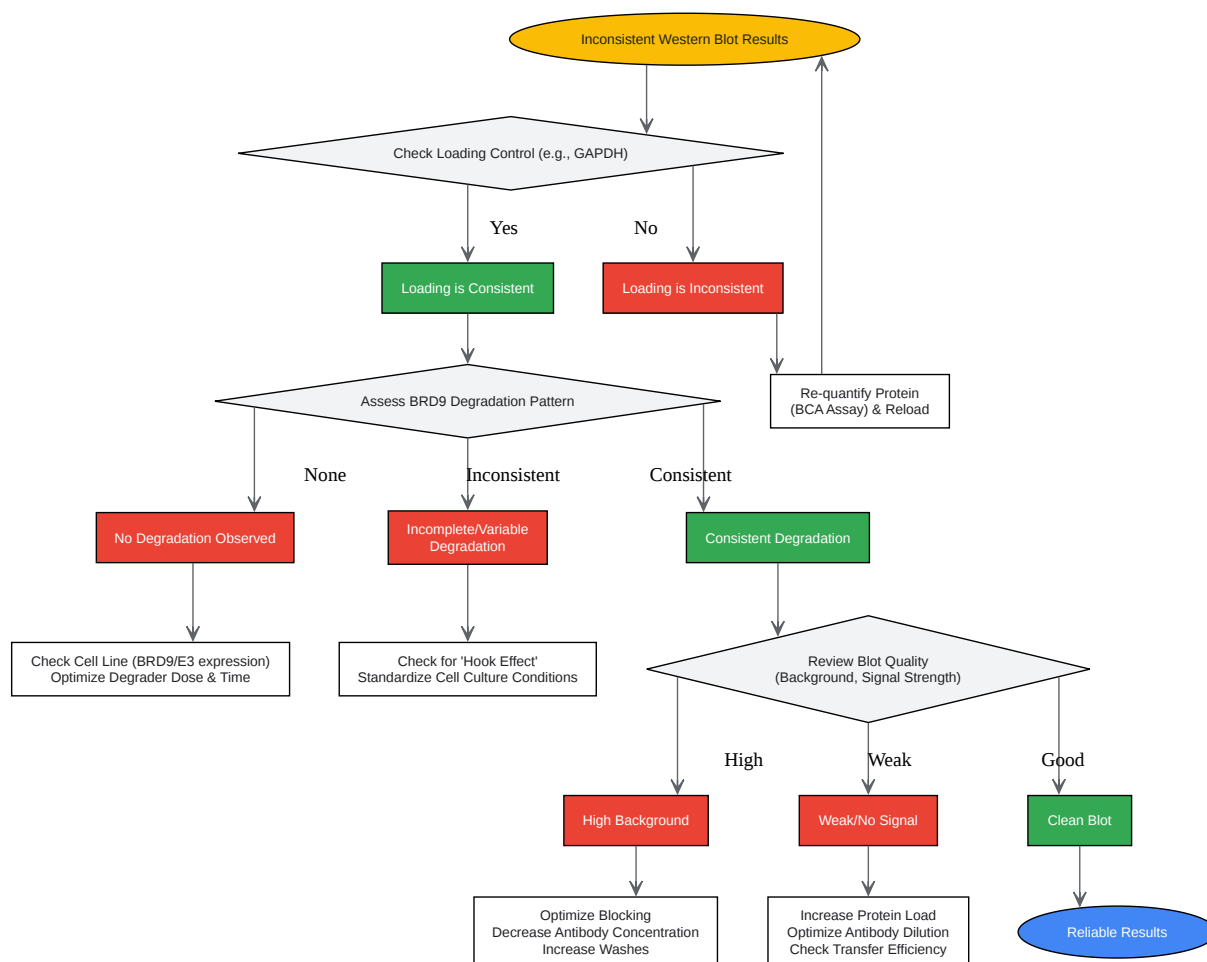 Inconsistent Western Blot Results
Check Loading Control (e.g., GAPDH)
Yes
No
Loading is Consistent
Loading is Inconsistent
Re-quantify Protein
(BCA Assay) & Reload
Assess BRD9 Degradation Pattern
None
Inconsistent
Consistent
No Degradation Observed
Incomplete/Variable
Degradation
Consistent Degradation
Check Cell Line (BRD9/E3 expression)
Optimize Degrader Dose & Time
Check for 'Hook Effect'
Standardize Cell Culture Conditions
Review Blot Quality
(Background, Signal Strength)
High
Weak
Good
High Background
Weak/No Signal
Clean Blot
Optimize Blocking
Decrease Antibody Concentration
Increase Washes
Increase Protein Load
Optimize Antibody Dilution
Check Transfer Efficiency
Reliable Results